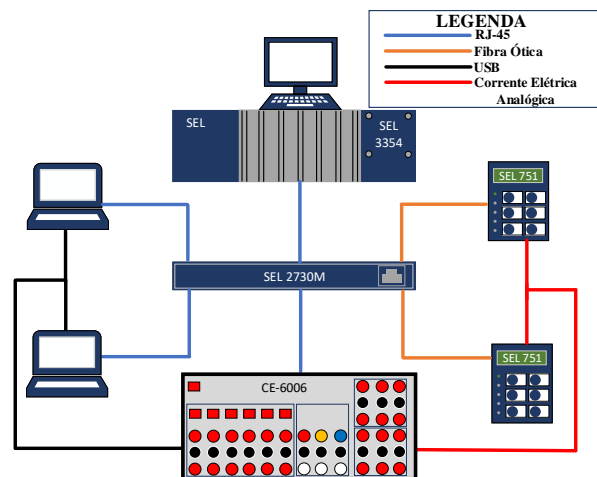 LEGENDA
RJ-45
Fibra Ótica
USB
Corrente Elétrica
Analógica
SEL
SEL
3354
SEL 751
SEL 2730M
SEL 751
CE-6006